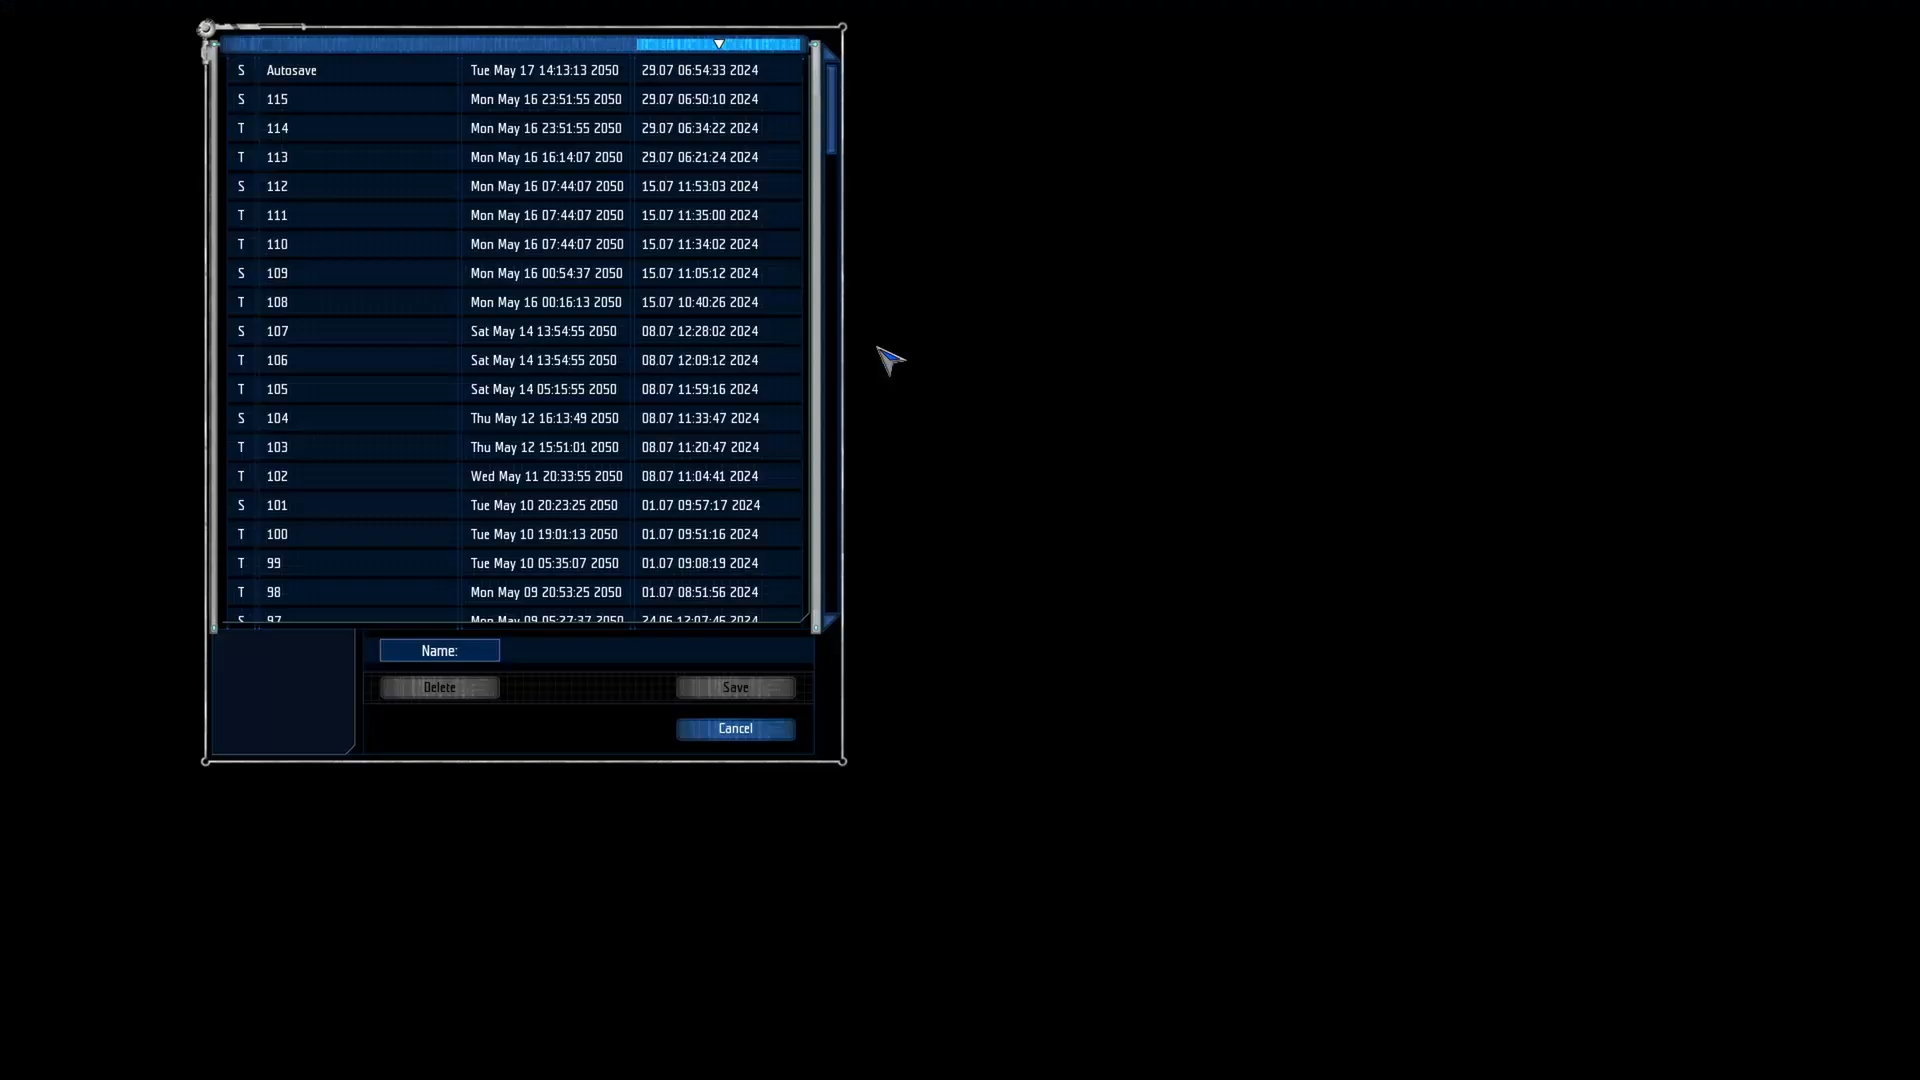 S Autosave Tue May 17 14:13:13 2050 29.07 06:54:33 2024
S 115 Mon May 16 23:51:55 2050 29.07 06:50:10 2024
T 114 Mon May 16 23:51:55 2050 29.07 06:34:22 2024
T 113 Mon May 16 16:14:07 2050 29.07 06:21:24 2024
S 112 Mon May 16 07:44:07 2050 15.07 11:53:03 2024
T 111 Mon May 16 07:44:07 2050 15.07 11:35:00 2024
T 110 Mon May 16 07:44:07 2050 15.07 11:34:02 2024
S 109 Mon May 16 00:54:37 2050 15.07 11:05:12 2024
T 108 Mon May 16 00:16:13 2050 15.07 10:40:26 2024
S 107 Sat May 14 13:54:55 2050 08.07 12:28:02 2024
T 106 Sat May 14 13:54:55 2050 08.07 12:09:12 2024
T 105 Sat May 14 05:15:55 2050 08.07 11:59:16 2024
S 104 Thu May 12 16:13:49 2050 08.07 11:33:47 2024
T 103 Thu May 12 15:51:01 2050 08.07 11:20:47 2024
T 102 Wed May 11 20:33:55 2050 08.07 11:04:41 2024
S 101 Tue May 10 20:23:25 2050 01.07 09:57:17 2024
T 100 Tue May 10 19:01:13 2050 01.07 09:51:16 2024
T 99 Tue May 10 05:35:07 2050 01.07 09:08:19 2024
T 98 Mon May 09 20:53:25 2050 01.07 08:51:56 2024
S 97 Mon May 09 05:27:37 2050 24.06 12:07:46 2024
Name:
Delete Save
Cancel